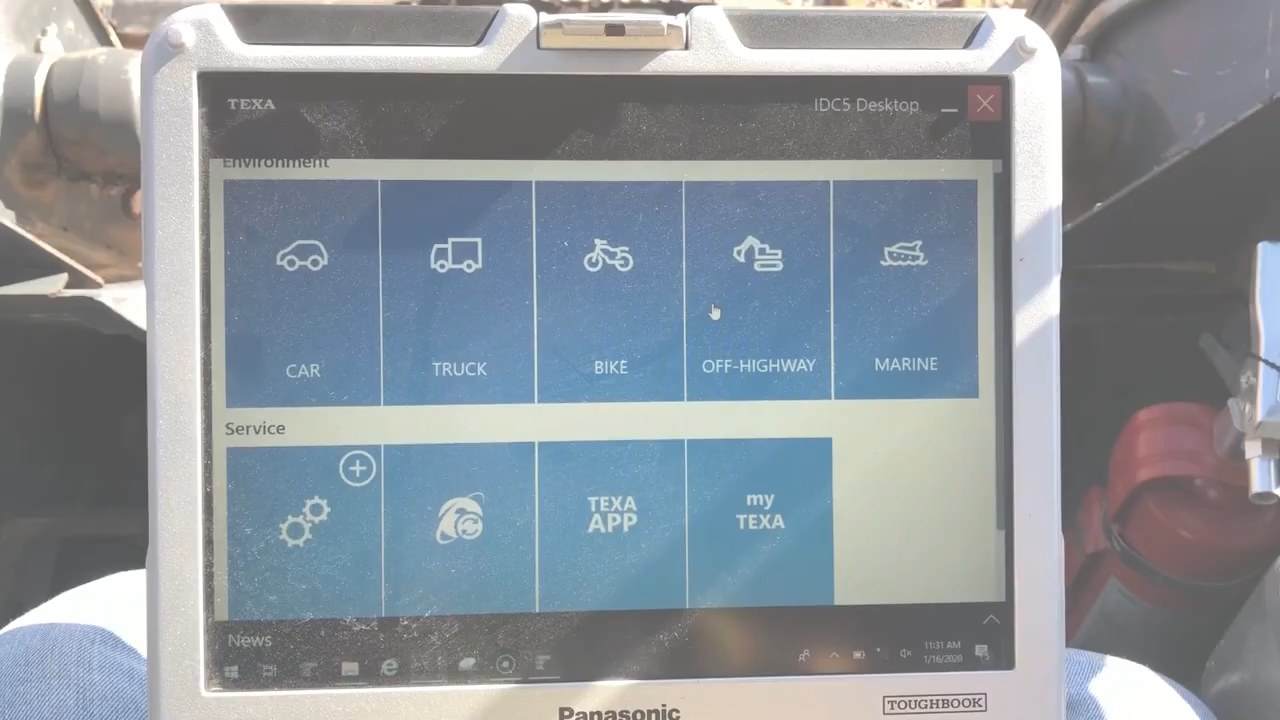 TEXA
IDC5 Desktop
Environment
CAR
TRUCK
BIKE
OFF-HIGHWAY
MARINE
Service
TEXA
APP
my
TEXA
News
11:31 AM
1/16/2020
Panasonic
TOUGHBOOK